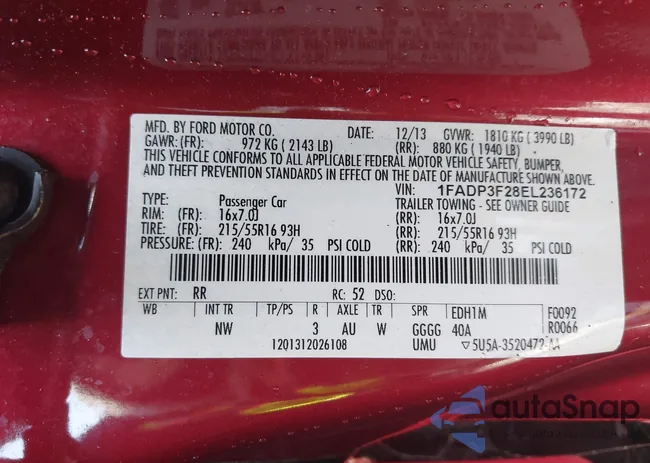 MFD. BY FORD MOTOR CO. DATE: 12/13 GVWR: 1810 KG ( 3990 LB)
GAWR: (FR): 972 KG ( 2143 LB) (RR): 880 KG ( 1940 LB)
THIS VEHICLE CONFORMS TO ALL APPLICABLE FEDERAL MOTOR VEHICLE SAFETY, BUMPER,
AND THEFT PREVENTION STANDARDS IN EFFECT ON THE DATE OF MANUFACTURE SHOWN ABOVE.
VIN: 1FADP3F28EL236172
TYPE: Passenger Car TRAILER TOWING - SEE OWNER GUIDE
RIM: (FR): 16x7.0J (RR): 16x7.0J
TIRE: (FR): 215/55R16 93H (RR): 215/55R16 93H
PRESSURE: (FR): 240 kPa/ 35 PSI COLD (RR): 240 kPa/ 35 PSI COLD
EXT PNT: RR RC: 52 DSO:
WB INT TR TP/PS R AXLE TR SPR EDH1M F0092
NW 3 AU W GGGG 40A R0066
1201312026108 UMU ▽5U5A-3520472-AA
autoSnap